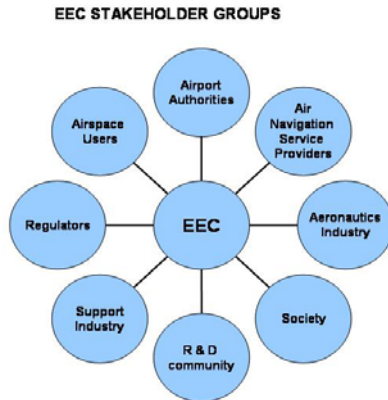 EEC STAKEHOLDER GROUPS
Airport
Authorities
Airspace
Users
Air
Navigation
Service
Providers
Regulators
EEC
Aeronautics
Industry
Support
Industry
Society
R & D
community